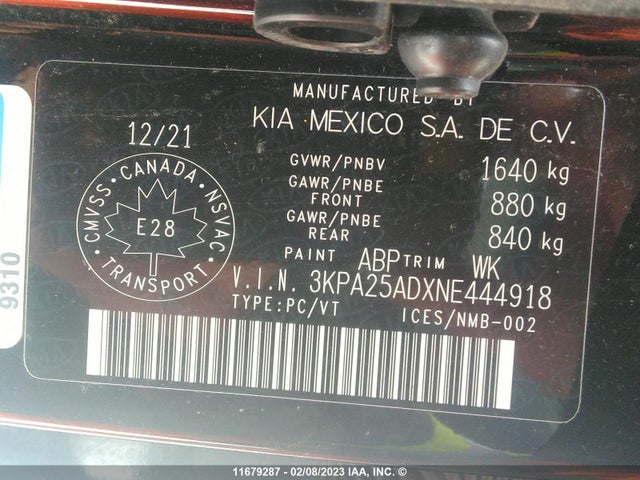 MANUFACTURED BY
KIA MEXICO S.A. DE C.V.
12/21
GVWR/PNBV 1640 kg
GAWR/PNBE FRONT 880 kg
GAWR/PNBE REAR 840 kg
PAINT ABP TRIM WK
V.I.N. 3KPA25ADXNE444918
TYPE:PC/VT ICES/NMB-002
CMVSS · CANADA · NSVAC · TRANSPORT ·
E28
9310
11679287 - 02/08/2023 IAA, INC. ©